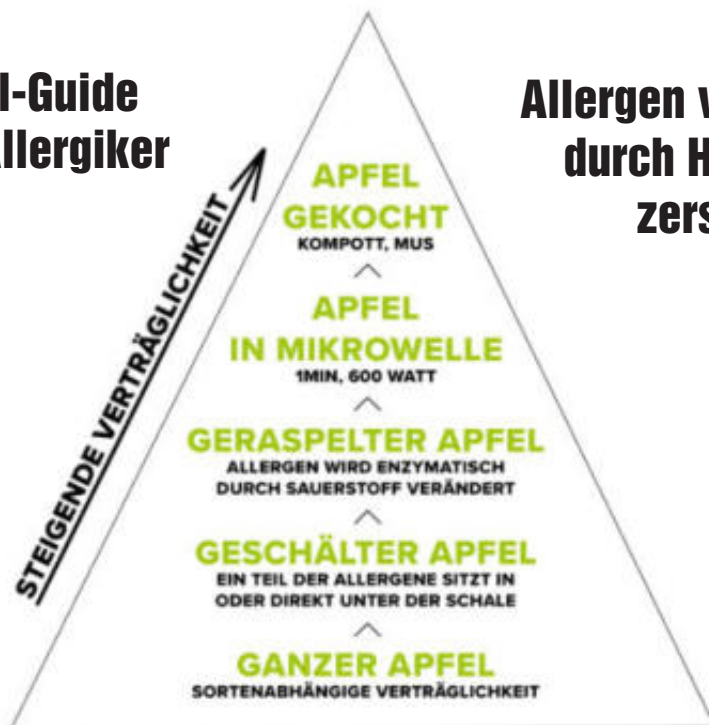 l-Guide
llergiker
Allergen
durch
STEIGENDE VERTRÄGLICHKEIT
APFEL
GEKOCHT
KOMPOTT, MUS
APFEL
IN MIKROWELLE
1MIN, 600 WATT
GERASPELTER APFEL
ALLERGEN WIRD ENZYMATISCH
DURCH SAUERSTOFF VERÄNDERT
GESCHÄLTER APFEL
EIN TEIL DER ALLERGENE SITZT IN
ODER DIREKT UNTER DER SCHALE
GANZER APFEL
SORTENABHÄNGIGE VERTRÄGLICHKEIT